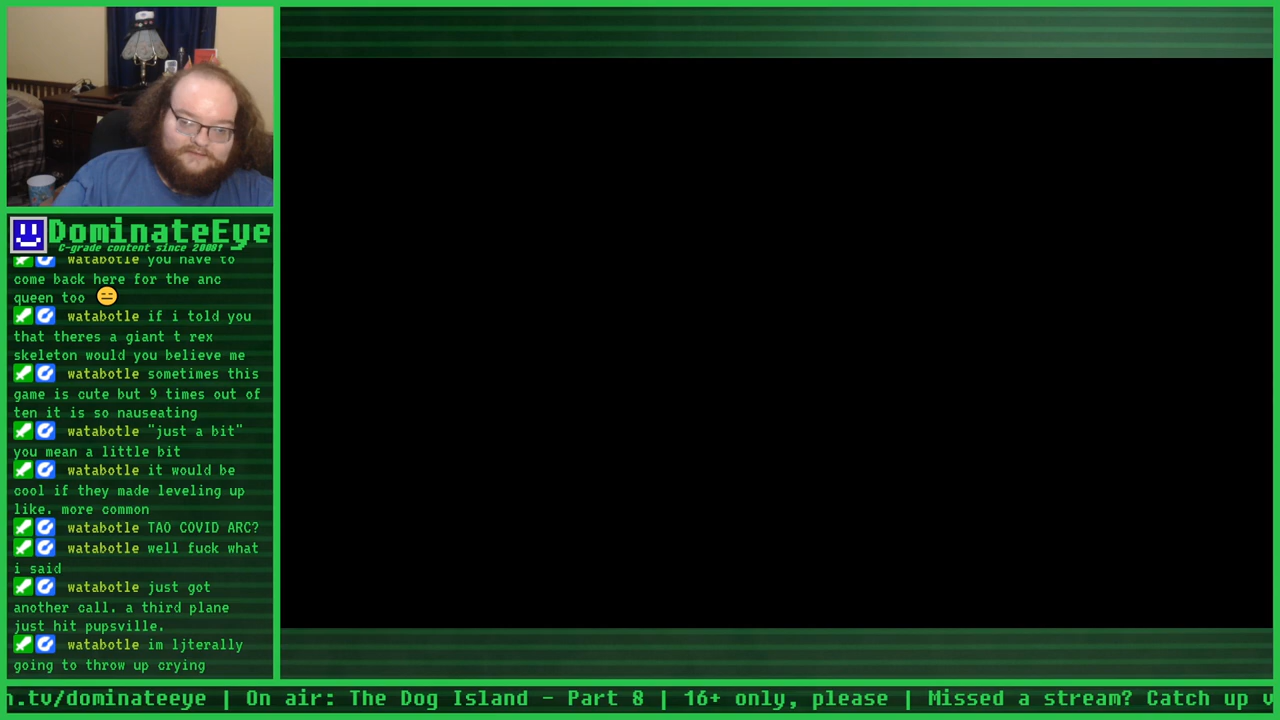 DominateEye
C-grade content since 2008!
watabotle you have to
come back here for the anc
queen too
watabotle if i told you
that theres a giant t rex
skeleton would you believe me
watabotle sometimes this
game is cute but 9 times out of
ten it is so nauseating
watabotle "just a bit"
you mean a little bit
watabotle it would be
cool if they made leveling up
like. more common
watabotle TAO COVID ARC?
watabotle well fuck what
i said
watabotle just got
another call. a third plane
just hit pupsville.
watabotle im ljterally
going to throw up crying
.tv/dominateeye | On air: The Dog Island - Part 8 | 16+ only, please | Missed a stream? Catch up